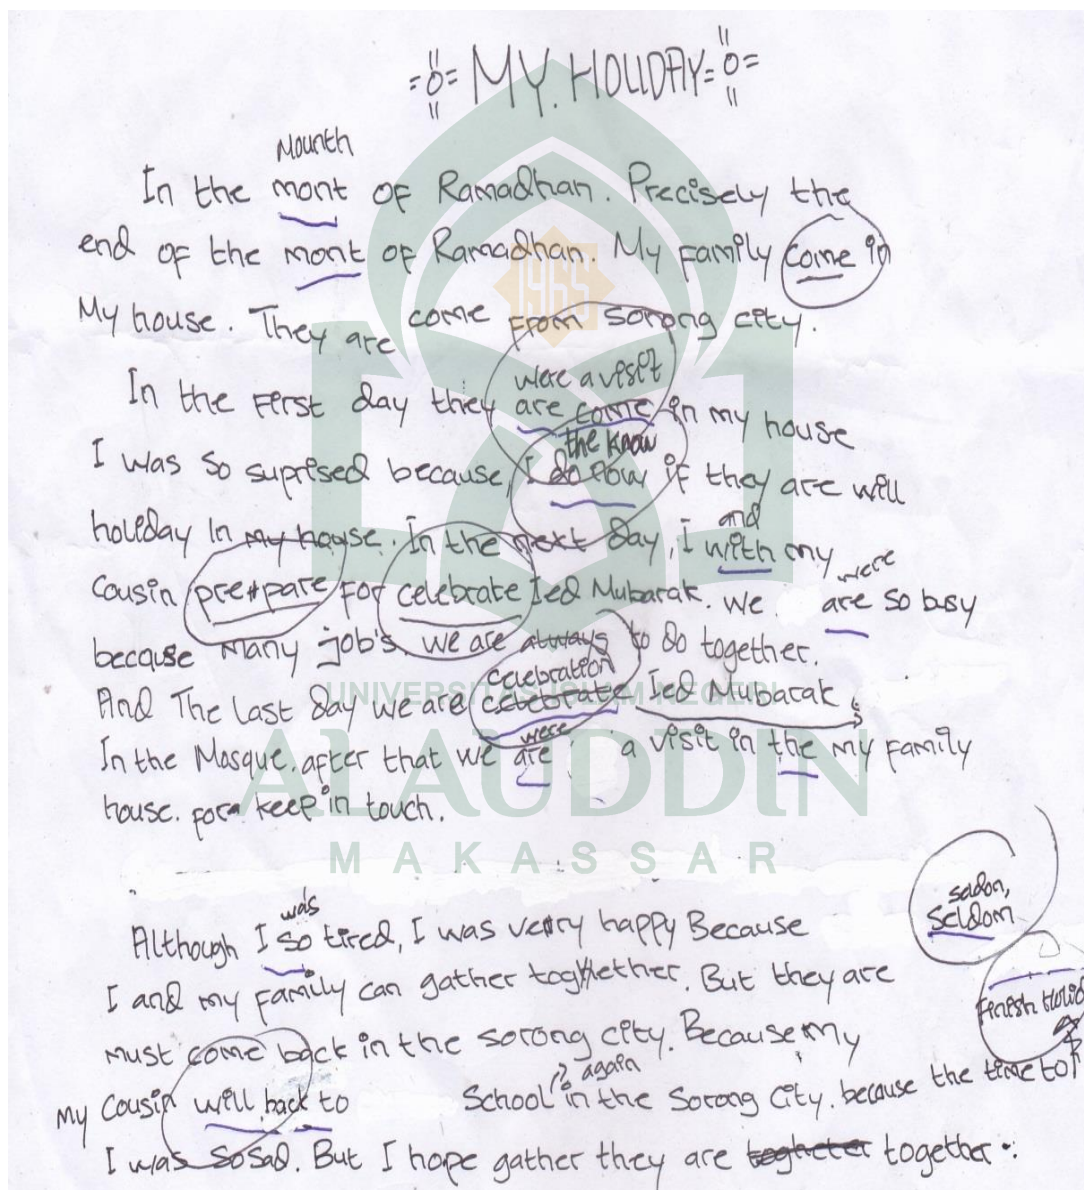 MY. HOLIDAY
Mounth
In the mont of Ramadhan. Precisely the
end of the mont of Ramadhan. My family come in
My house. They are come from sorong city.
were a visit
In the first day they are come in my house
the know
I was so suprised because, I do now if they are will
and
holiday in my house. In the next day, I with my
were
cousin prepare for celebrate Ied Mubarak. We are so busy
because many job's we are always to do together.
celebration
And The last day we are celebrate Ied Mubarak
were
In the Mosque. after that we are a visit in the my family
house. for keep in touch.
1965
UNIVERSITAS ISLAM NEGERI
ALAUDDIN
MAKASSAR
sadon,
seldom
was
Although I so tired, I was very happy Because
I and my family can gather toghether. But they are
Finish Holid
must come back in the sorong city. Because my
again
My Cousin will back to School in the Sorong City. because the time to
I was so sad. But I hope gather they are togheter together